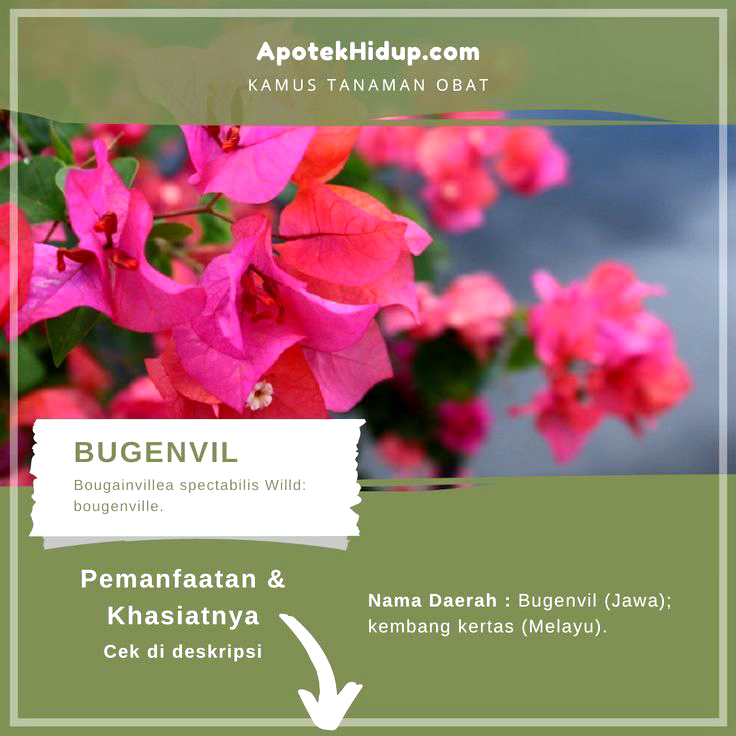 ApotekHidup.com
KAMUS TANAMAN OBAT
BUGENVIL
Bougainvillea spectabilis Willd:
bougenville.
Pemanfaatan &
Khasiatnya
Cek di deskripsi
Nama Daerah : Bugenvil (Jawa);
kembang kertas (Melayu).